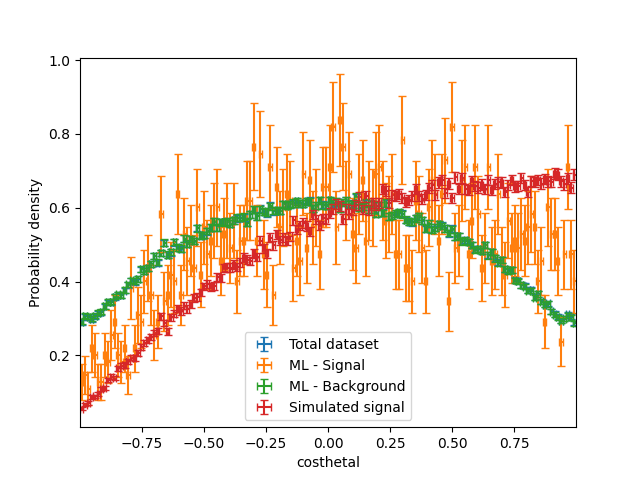 1.0
0.8
0.6
0.4
0.2
Probability density
Total dataset
ML - Signal
ML - Background
Simulated signal
−0.75 −0.50 −0.25 0.00 0.25 0.50 0.75
costhetal